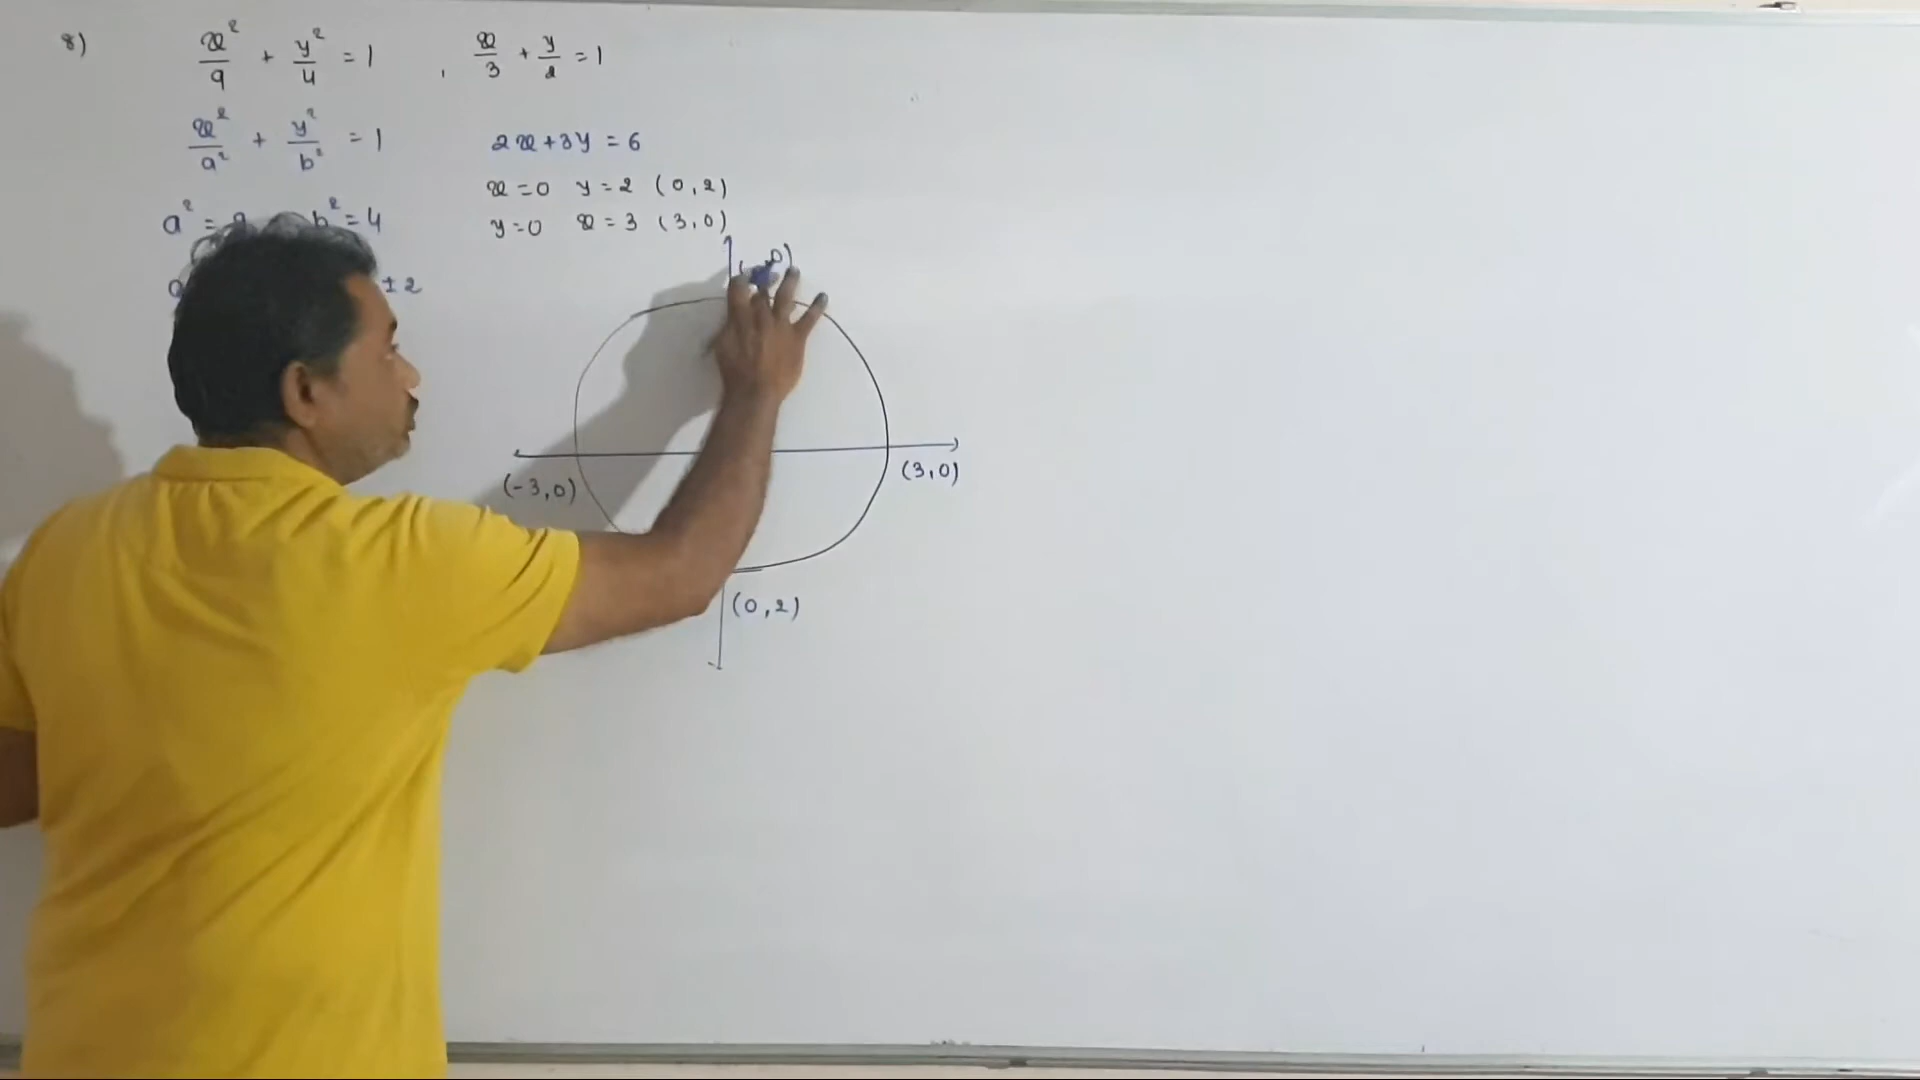 8) x²/9 + y²/4 = 1 , x/3 + y/2 = 1
x²/a² + y²/b² = 1 2x+3y = 6
x=0 y=2 (0,2)
a² = 9 b² = 4 y=0 x=3 (3,0)
±2
(-3,0) (3,0)
(0,2)